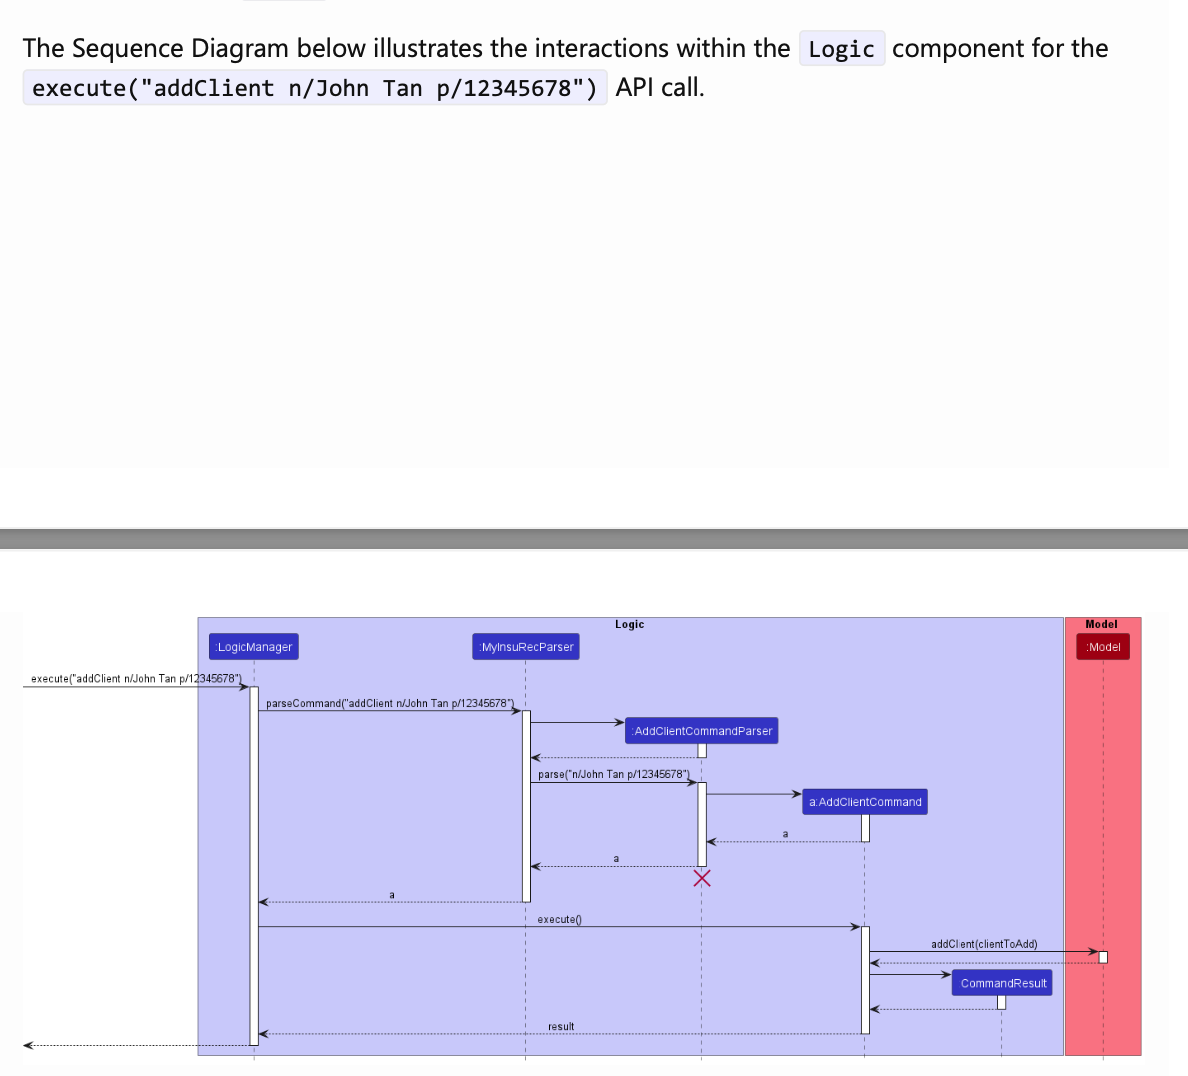 The Sequence Diagram below illustrates the interactions within the Logic component for the
execute("addClient n/John Tan p/12345678") API call.
Logic
Model
:LogicManager
:MyInsuRecParser
:Model
execute("addClient n/John Tan p/12345678")
parseCommand("addClient n/John Tan p/12345678")
:AddClientCommandParser
parse("n/John Tan p/12345678")
a:AddClientCommand
a
a
a
execute()
addClient(clientToAdd)
CommandResult
result